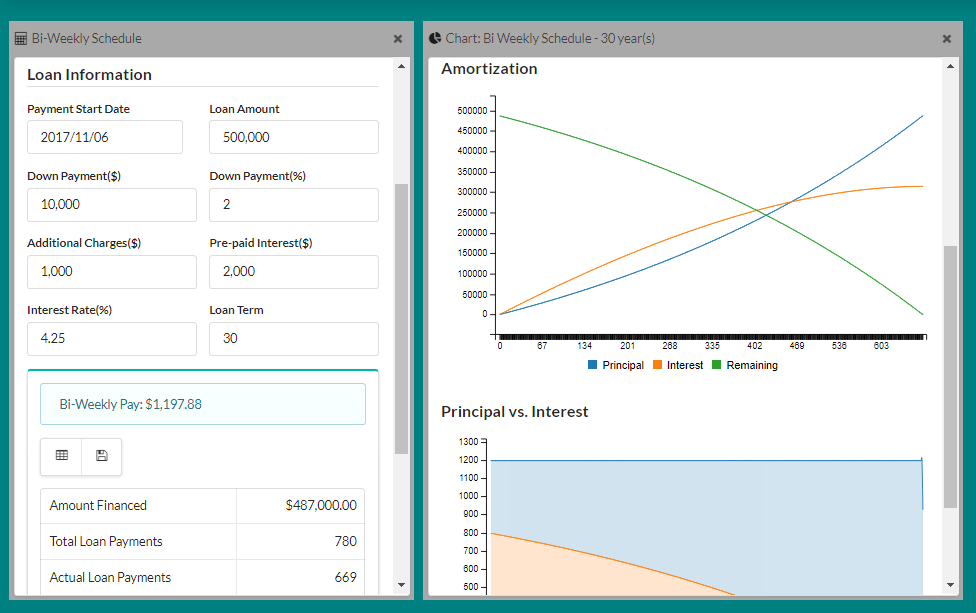 Bi-Weekly Schedule
Loan Information
Payment Start Date Loan Amount
2017/11/06 500,000
Down Payment($) Down Payment(%)
10,000 2
Additional Charges($) Pre-paid Interest($)
1,000 2,000
Interest Rate(%) Loan Term
4.25 30
Bi-Weekly Pay: $1,197.88
Amount Financed $487,000.00
Total Loan Payments 780
Actual Loan Payments 669
Chart: Bi Weekly Schedule - 30 year(s)
Amortization
500000
450000
400000
350000
300000
250000
200000
150000
100000
50000
0
0 67 134 201 268 335 402 469 536 603
Principal Interest Remaining
Principal vs. Interest
1300
1200
1100
1000
900
800
700
600
500